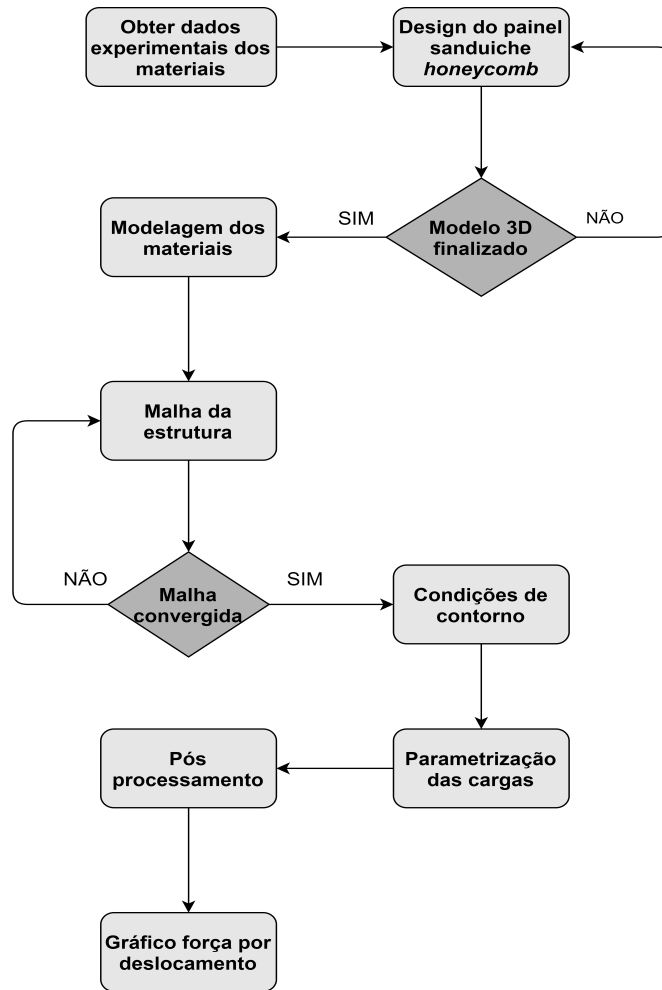 Obter dados
experimentais dos
materiais
Design do painel
sanduiche
honeycomb
Modelo 3D
finalizado
SIM
NÃO
Modelagem dos
materiais
Malha da
estrutura
Malha
convergida
NÃO
SIM
Condições de
contorno
Parametrização
das cargas
Pós
processamento
Gráfico força por
deslocamento